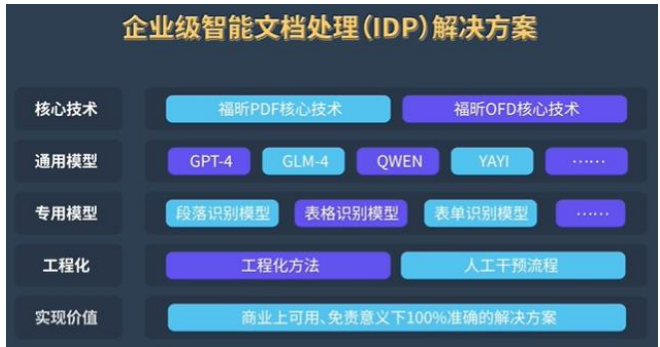 企业级智能文档处理(IDP)解决方案
核心技术 福昕PDF核心技术 福昕OFD核心技术
通用模型 GPT-4 GLM-4 QWEN YAYI ……
专用模型 段落识别模型 表格识别模型 表单识别模型 ……
工程化 工程化方法 人工干预流程
实现价值 商业上可用、免责意义下100%准确的解决方案